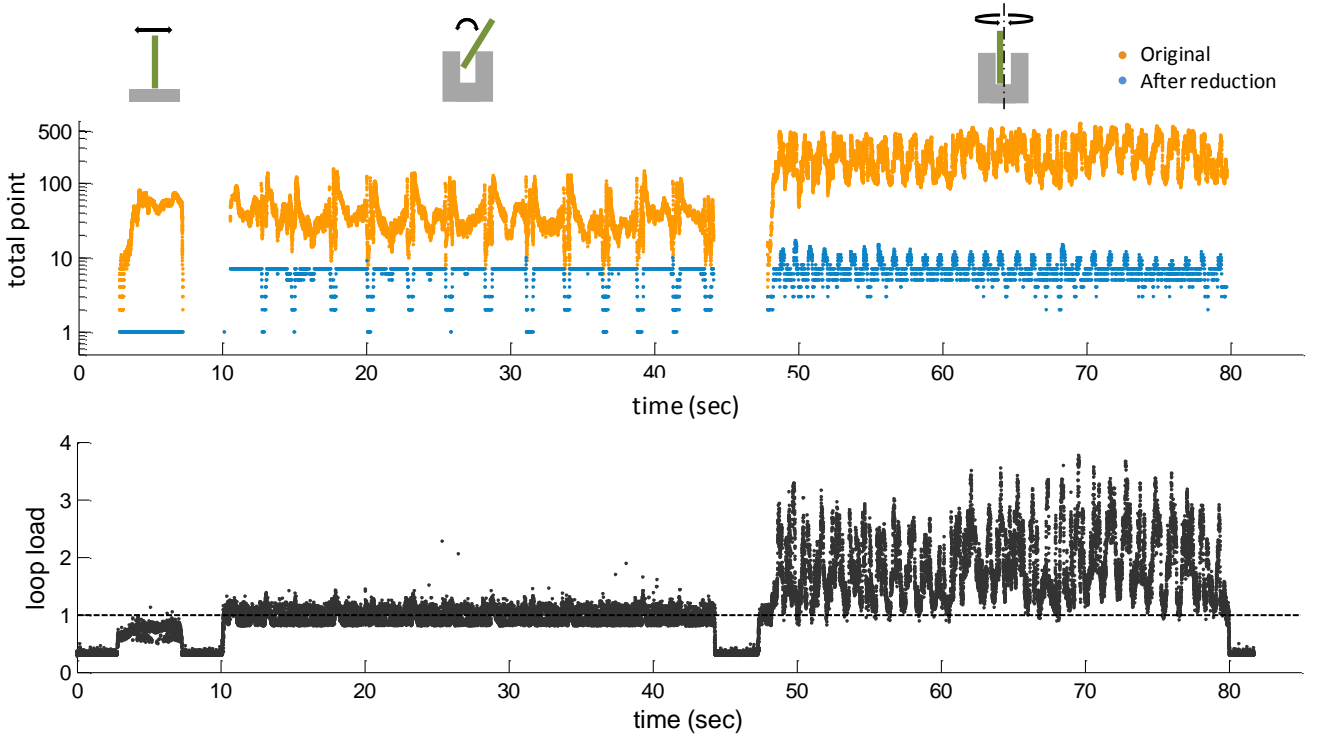 Original
After reduction
total point
500
100
10
1
0 10 20 30 40 50 60 70 80
time (sec)
loop load
4
3
2
1
0
0 10 20 30 40 50 60 70 80
time (sec)